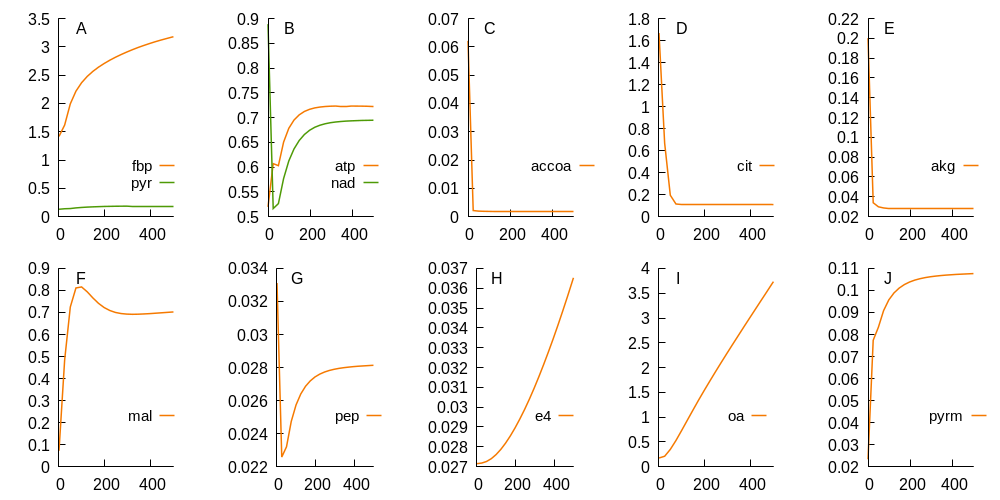 A
3.5
3
2.5
2
1.5
1
0.5
0
fbp
pyr
0 200 400
B
0.9
0.85
0.8
0.75
0.7
0.65
0.6
0.55
0.5
atp
nad
0 200 400
C
0.07
0.06
0.05
0.04
0.03
0.02
0.01
0
accoa
0 200 400
D
1.8
1.6
1.4
1.2
1
0.8
0.6
0.4
0.2
0
cit
0 200 400
E
0.22
0.2
0.18
0.16
0.14
0.12
0.1
0.08
0.06
0.04
0.02
akg
0 200 400
F
0.9
0.8
0.7
0.6
0.5
0.4
0.3
0.2
0.1
0
mal
0 200 400
G
0.034
0.032
0.03
0.028
0.026
0.024
0.022
pep
0 200 400
H
0.037
0.036
0.035
0.034
0.033
0.032
0.031
0.03
0.029
0.028
0.027
e4
0 200 400
I
4
3.5
3
2.5
2
1.5
1
0.5
0
oa
0 200 400
J
0.11
0.1
0.09
0.08
0.07
0.06
0.05
0.04
0.03
0.02
pyrm
0 200 400